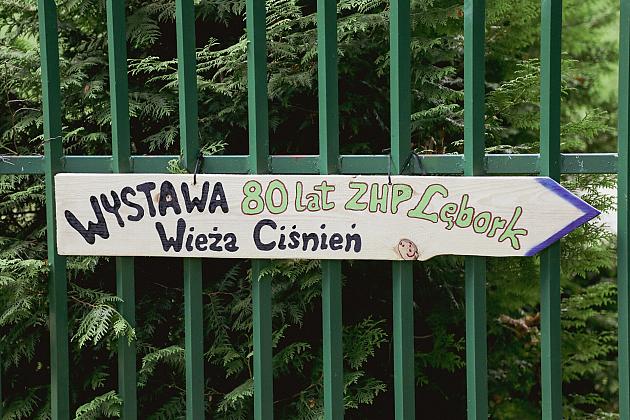 WYSTAWA 80 lat ZHP Lębork
Wieża Ciśnień